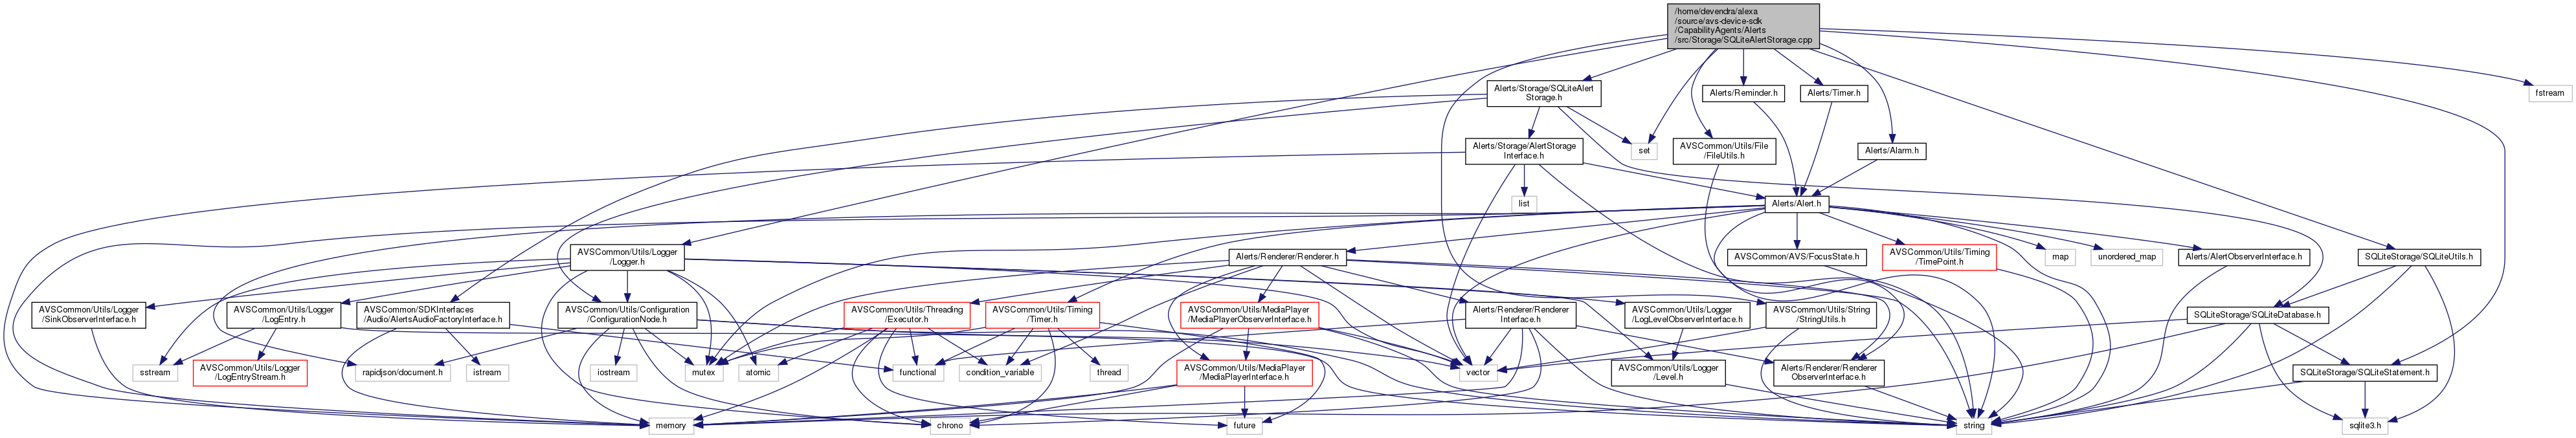 /home/devendra/alexa
/source/avs-device-sdk
/CapabilityAgents/Alerts
/src/Storage/SQLiteAlertStorage.cpp
Alerts/Storage/SQLiteAlert
Storage.h
Alerts/Reminder.h
Alerts/Timer.h
fstream
Alerts/Storage/AlertStorage
Interface.h
set
AVSCommon/Utils/File
/FileUtils.h
Alerts/Alarm.h
list
Alerts/Alert.h
AVSCommon/Utils/Logger
/Logger.h
Alerts/Renderer/Renderer.h
AVSCommon/AVS/FocusState.h
AVSCommon/Utils/Timing
/TimePoint.h
map
unordered_map
Alerts/AlertObserverInterface.h
SQLiteStorage/SQLiteUtils.h
AVSCommon/Utils/Logger
/SinkObserverInterface.h
AVSCommon/Utils/Logger
/LogEntry.h
AVSCommon/SDKInterfaces
/Audio/AlertsAudioFactoryInterface.h
AVSCommon/Utils/Configuration
/ConfigurationNode.h
AVSCommon/Utils/Threading
/Executor.h
AVSCommon/Utils/Timing
/Timer.h
AVSCommon/Utils/MediaPlayer
/MediaPlayerObserverInterface.h
Alerts/Renderer/Renderer
Interface.h
AVSCommon/Utils/Logger
/LogLevelObserverInterface.h
AVSCommon/Utils/String
/StringUtils.h
SQLiteStorage/SQLiteDatabase.h
sstream
AVSCommon/Utils/Logger
/LogEntryStream.h
rapidjson/document.h
istream
iostream
mutex
atomic
functional
condition_variable
thread
AVSCommon/Utils/MediaPlayer
/MediaPlayerInterface.h
vector
AVSCommon/Utils/Logger
/Level.h
Alerts/Renderer/Renderer
ObserverInterface.h
SQLiteStorage/SQLiteStatement.h
memory
chrono
future
string
sqlite3.h